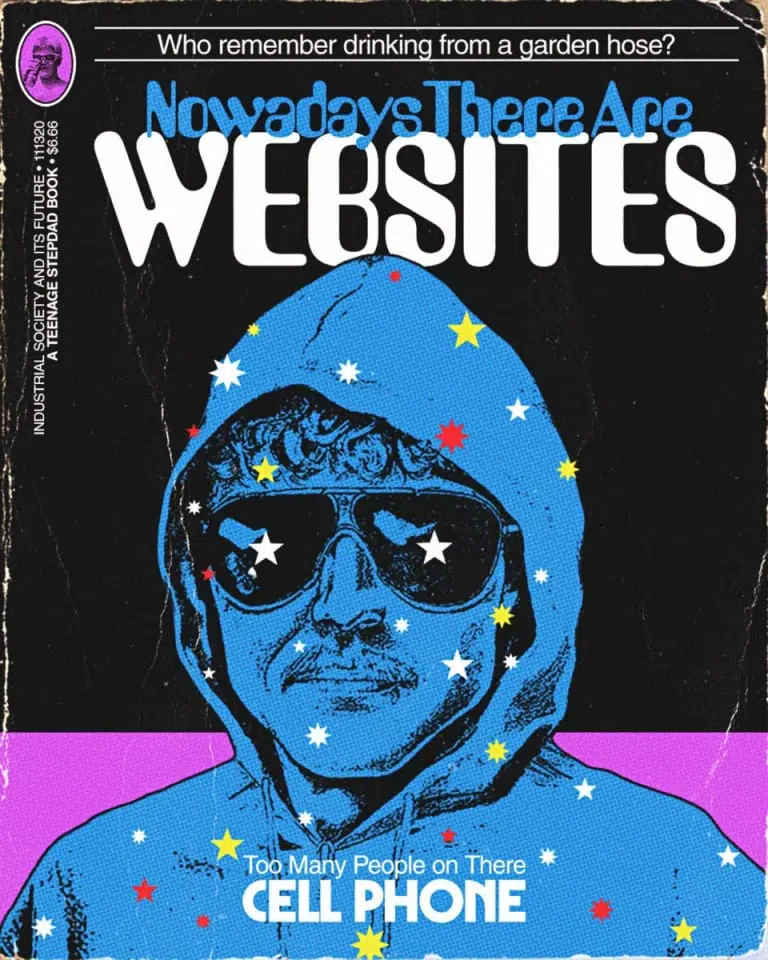 Who remember drinking from a garden hose?
Nowadays There Are
WEBSITES
INDUSTRIAL SOCIETY AND ITS FUTURE • 111320
A TEENAGE STEPDAD BOOK • $6.66
Too Many People on There
CELL PHONE